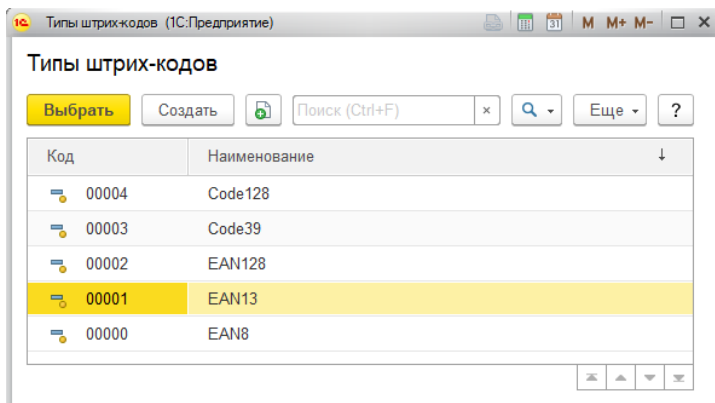 Типы штрих-кодов (1С:Предприятие) 31 M M+ M-
Типы штрих-кодов
Выбрать Создать Поиск (Ctrl+F) × Еще ?
Код Наименование ↓
00004 Code128
00003 Code39
00002 EAN128
00001 EAN13
00000 EAN8